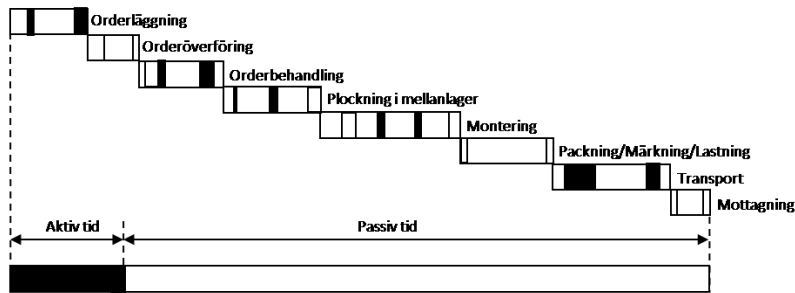 Orderläggning
Orderöverföring
Orderbehandling
Plockning i mellanlager
Montering
Packning/Märkning/Lastning
Transport
Mottagning
Aktiv tid
Passiv tid